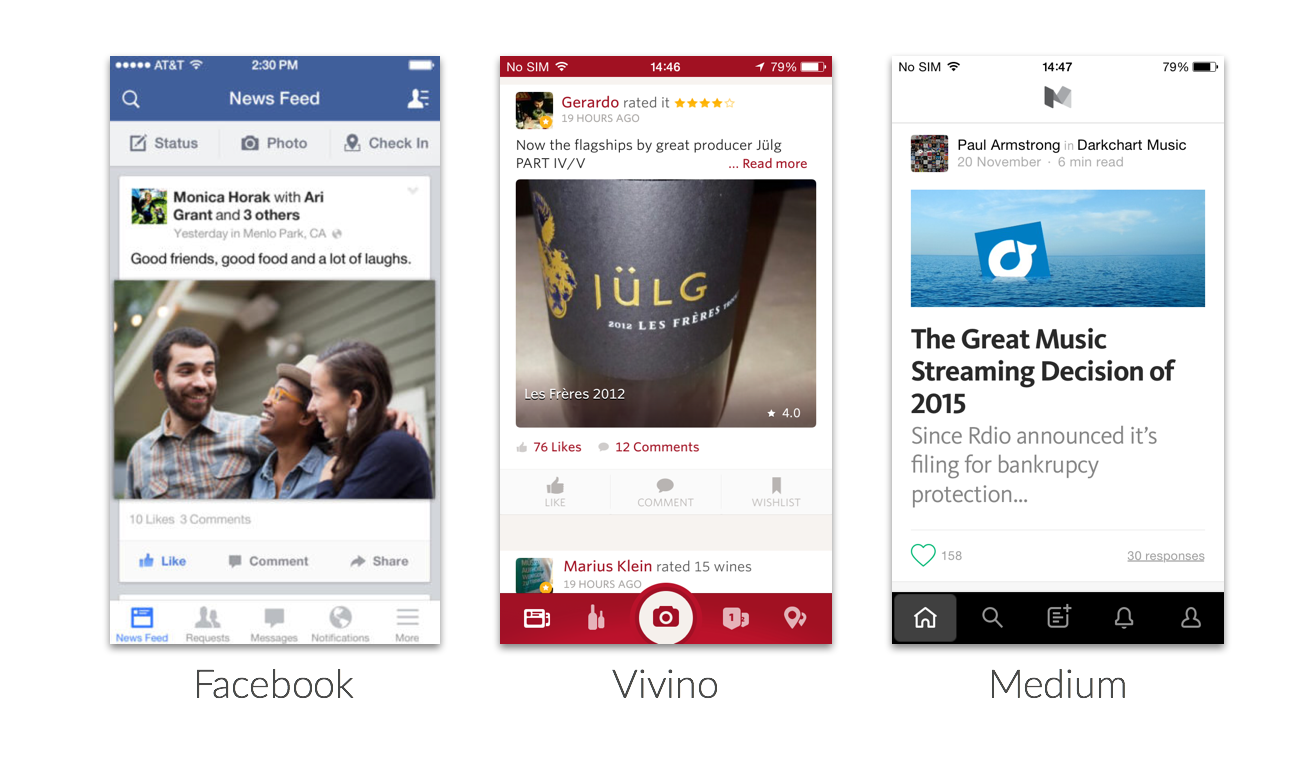 AT&T 2:30 PM
News Feed
Status Photo Check In
Monica Horak with Ari
Grant and 3 others
Yesterday in Menlo Park, CA
Good friends, good food and a lot of laughs.
10 Likes 3 Comments
Like Comment Share
News Feed Requests Messages Notifications More
Facebook
No SIM 14:46 79%
Gerardo rated it
19 HOURS AGO
Now the flagships by great producer Jülg
PART IV/V ... Read more
JÜLG
2012 LES FRÈRES
Les Frères 2012
4.0
76 Likes 12 Comments
LIKE COMMENT WISHLIST
Marius Klein rated 15 wines
19 HOURS AGO
1
Vivino
No SIM 14:47 79%
Paul Armstrong in Darkchart Music
20 November · 6 min read
The Great Music
Streaming Decision of
2015
Since Rdio announced it's
filing for bankrupcy
protection...
158 30 responses
Medium